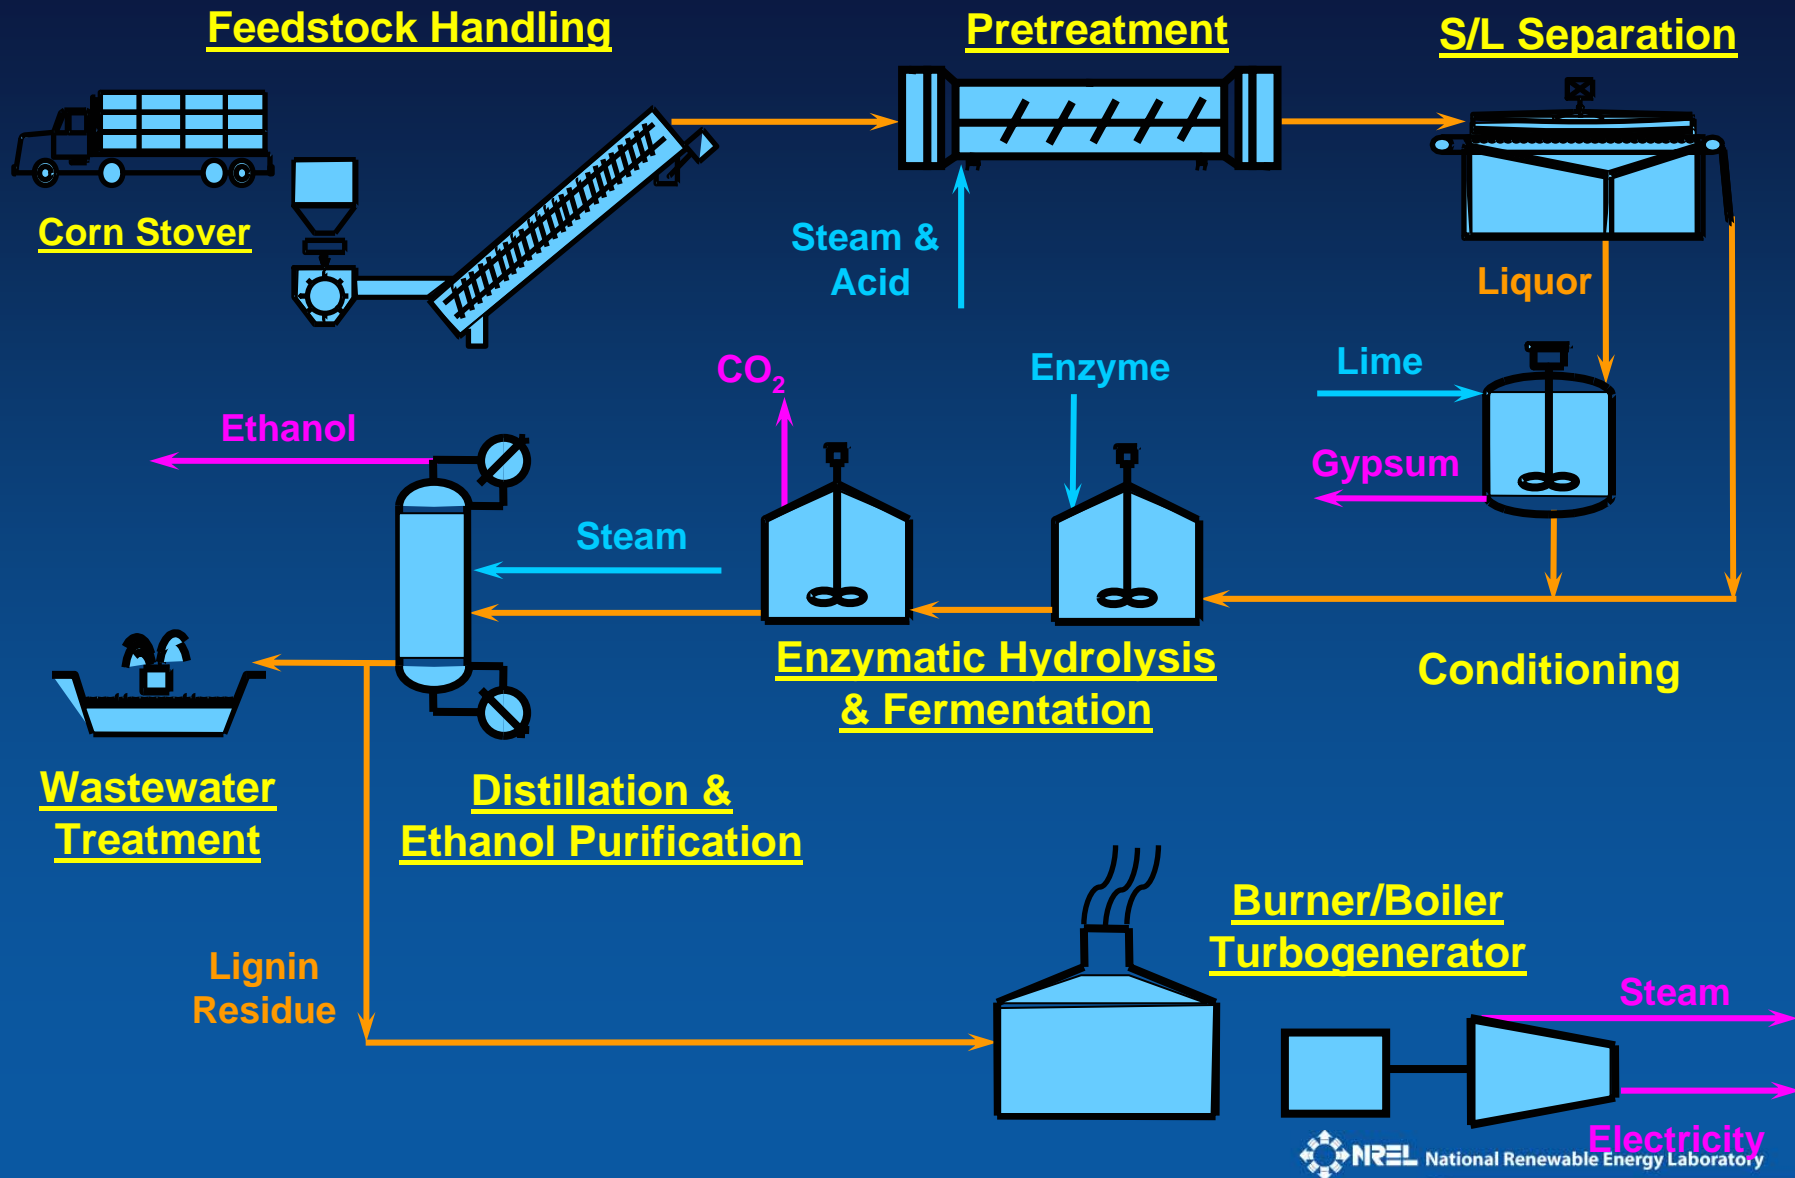 Feedstock Handling
Pretreatment
S/L Separation
Corn Stover
Steam &
Acid
Liquor
CO₂
Enzyme
Lime
Ethanol
Gypsum
Steam
Enzymatic Hydrolysis
& Fermentation
Conditioning
Wastewater
Treatment
Distillation &
Ethanol Purification
Burner/Boiler
Turbogenerator
Lignin
Residue
Steam
Electricity
NREL National Renewable Energy Laboratory